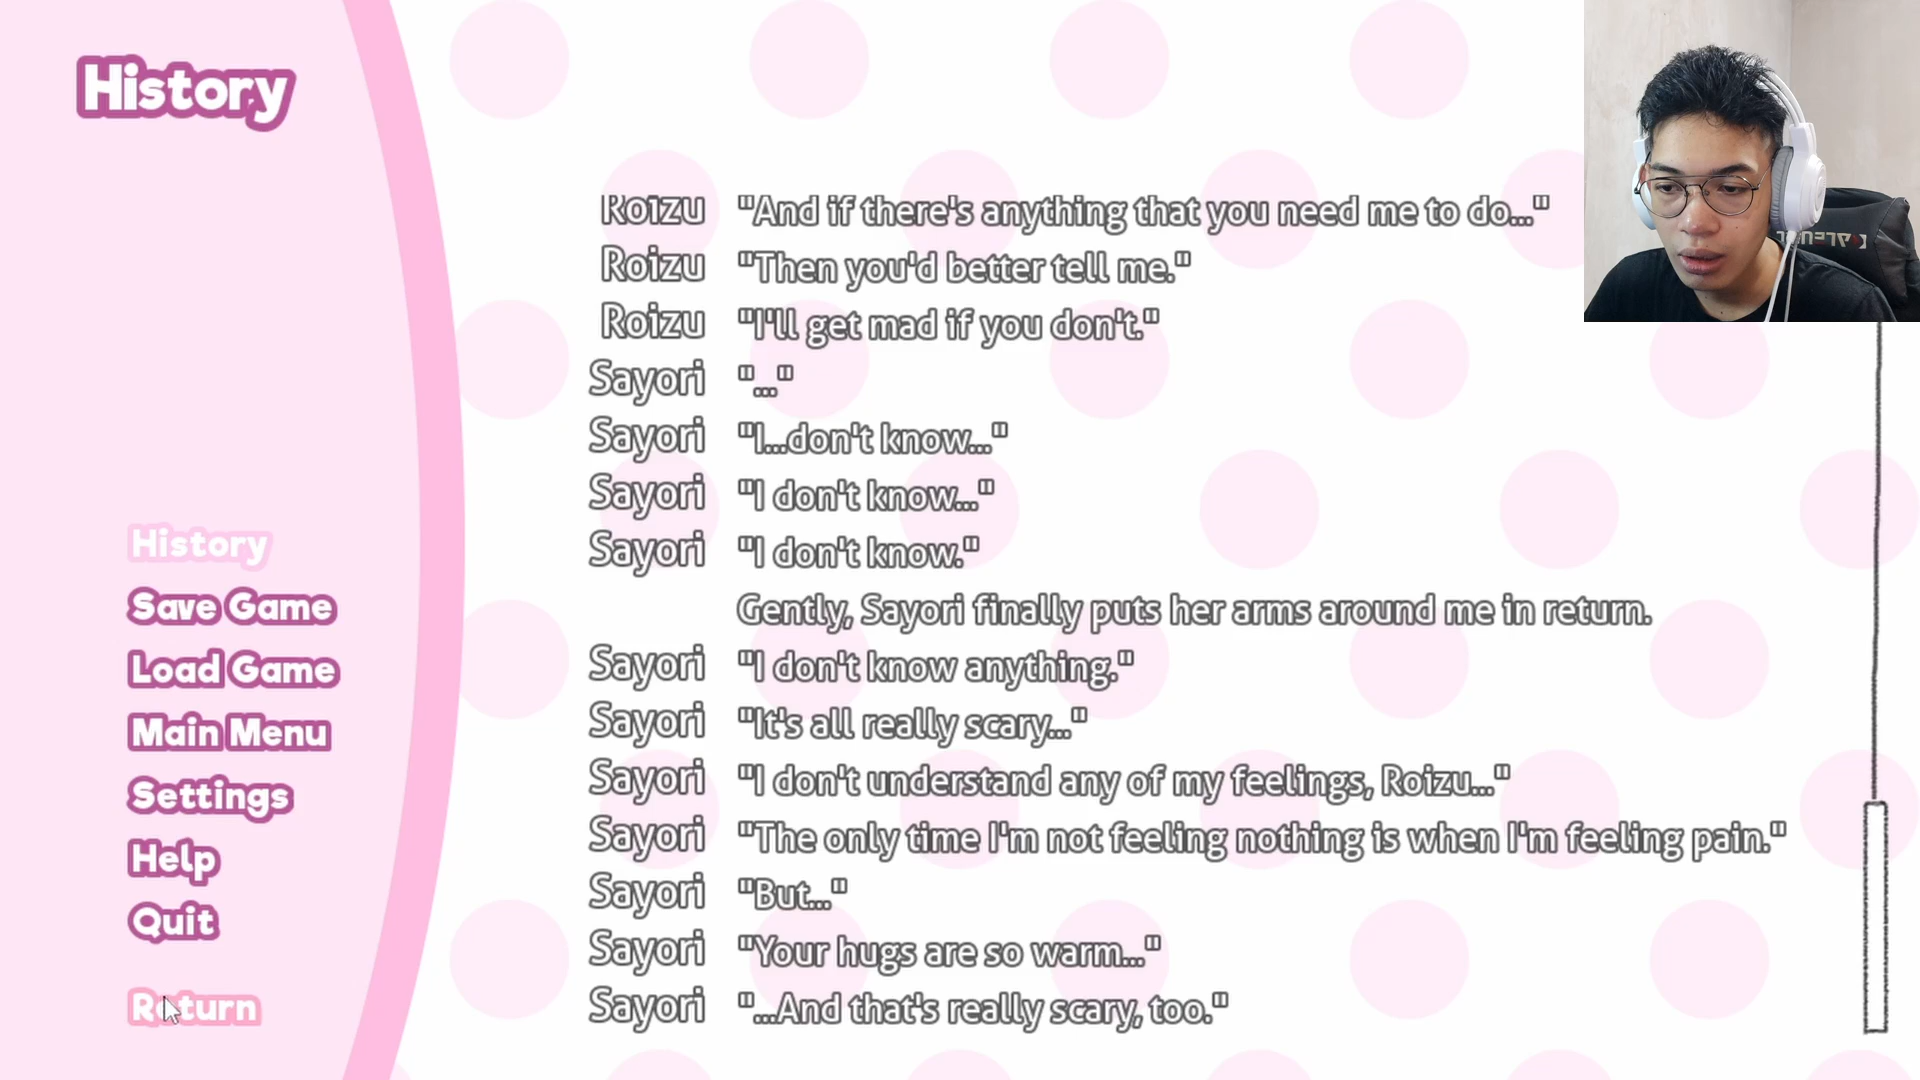 History
Roizu "And if there's anything that you need me to do..."
Roizu "Then you'd better tell me."
Roizu "I'll get mad if you don't."
Sayori "..."
Sayori "I...don't know..."
Sayori "I don't know..."
Sayori "I don't know."
Gently, Sayori finally puts her arms around me in return.
Sayori "I don't know anything."
Sayori "It's all really scary..."
Sayori "I don't understand any of my feelings, Roizu..."
Sayori "The only time I'm not feeling nothing is when I'm feeling pain."
Sayori "But..."
Sayori "Your hugs are so warm..."
Sayori "...And that's really scary, too."
History
Save Game
Load Game
Main Menu
Settings
Help
Quit
Return